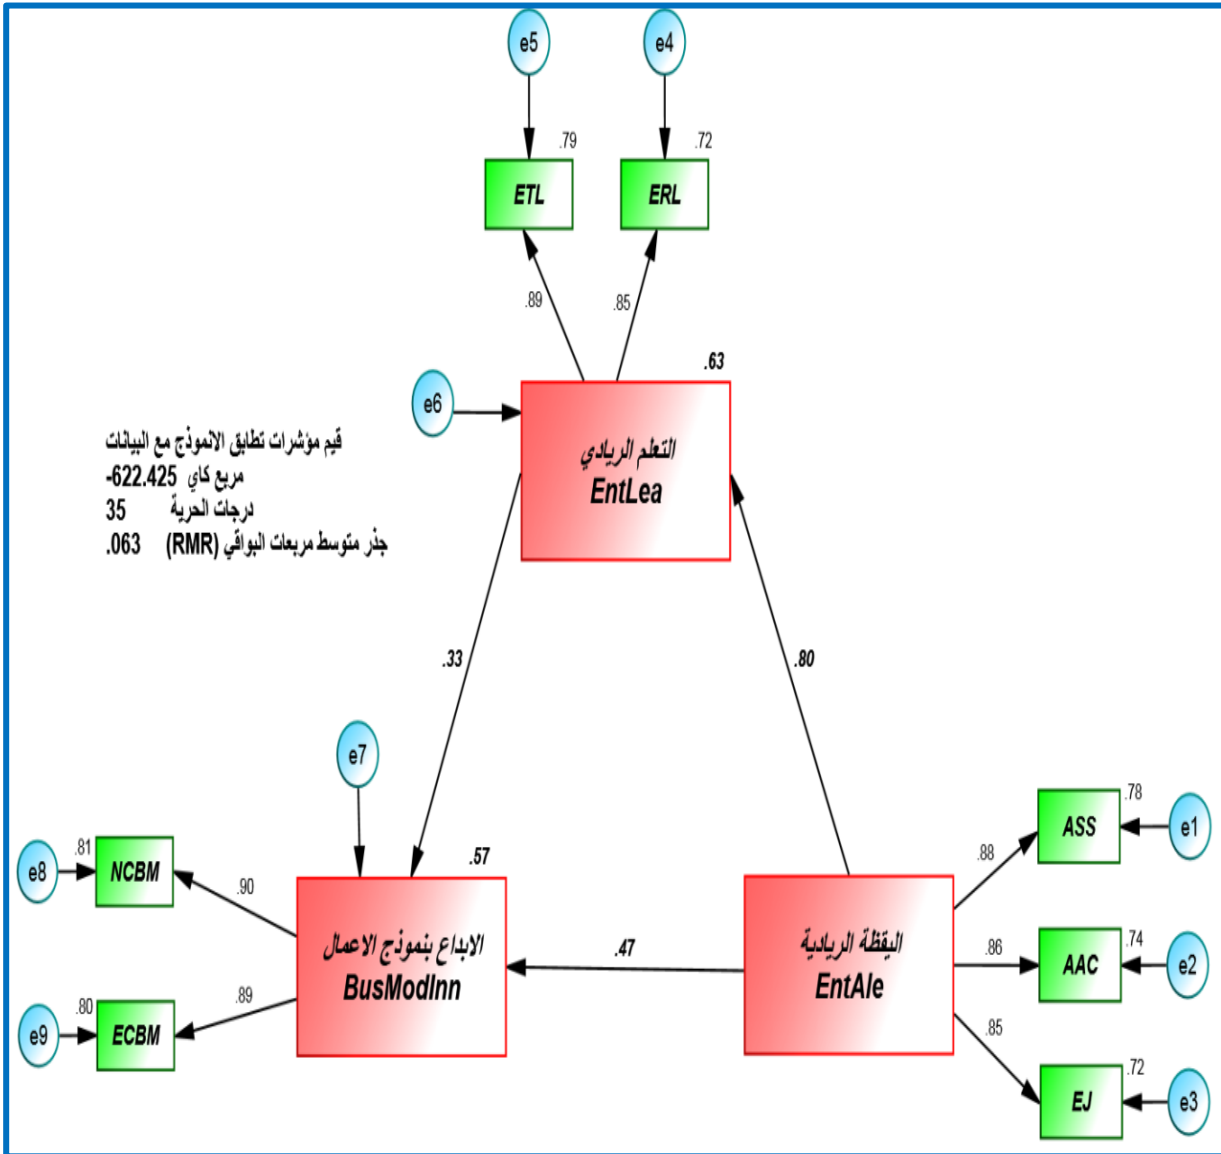 e5
e4
.79
.72
ETL
ERL
.89
.85
.63
e6
التعلم الريادي
EntLea
قيم مؤشرات تطابق الانموذج مع البيانات
مربع كاي 622.425-
درجات الحرية 35
جذر متوسط مربعات البواقي (RMR) .063
.33
.80
e7
.78
ASS
e1
.88
.81
e8
NCBM
.90
.57
الابداع بنموذج الاعمال
BusModInn
.47
اليقظة الريادية
EntAle
.86
.74
AAC
e2
.89
.80
e9
ECBM
.85
.72
EJ
e3